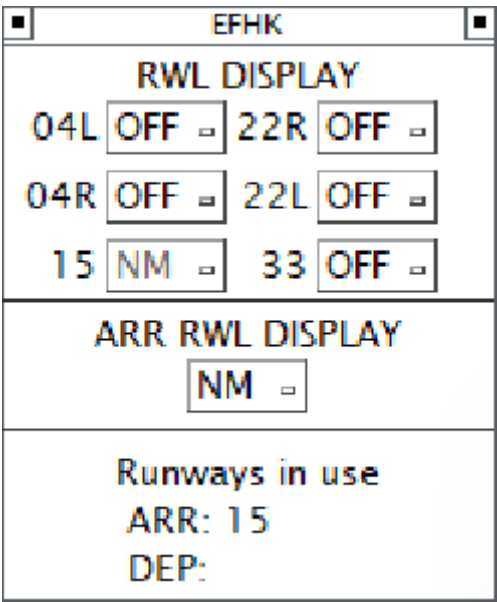 EFHK
RWL DISPLAY
04L OFF 22R OFF
04R OFF 22L OFF
15 NM 33 OFF
ARR RWL DISPLAY
NM
Runways in use
ARR: 15
DEP: